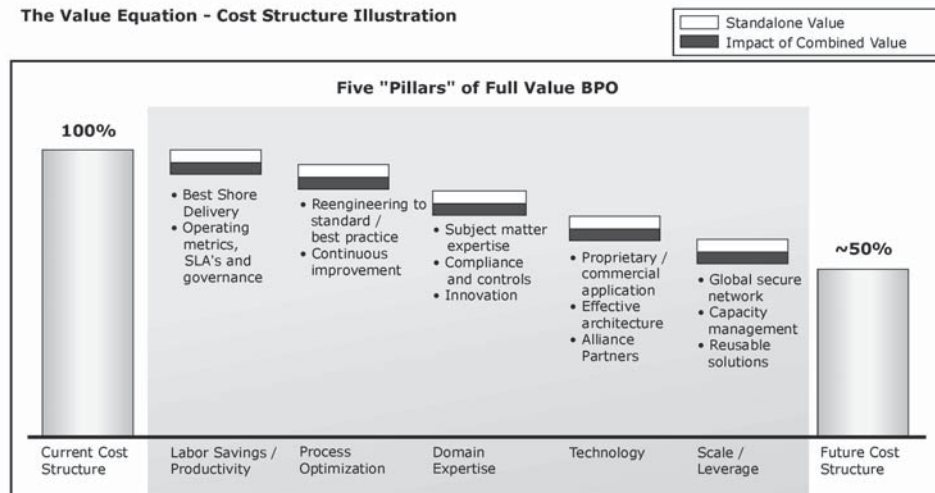 The Value Equation - Cost Structure Illustration
Standalone Value
Impact of Combined Value
Five "Pillars" of Full Value BPO
100%
• Best Shore
Delivery
• Operating
metrics,
SLA's and
governance
• Reengineering to
standard /
best practice
• Continuous
improvement
• Subject matter
expertise
• Compliance
and controls
• Innovation
• Proprietary /
commercial
application
• Effective
architecture
• Alliance
Partners
• Global secure
network
• Capacity
management
• Reusable
solutions
~50%
Current Cost
Structure
Labor Savings /
Productivity
Process
Optimization
Domain
Expertise
Technology
Scale /
Leverage
Future Cost
Structure